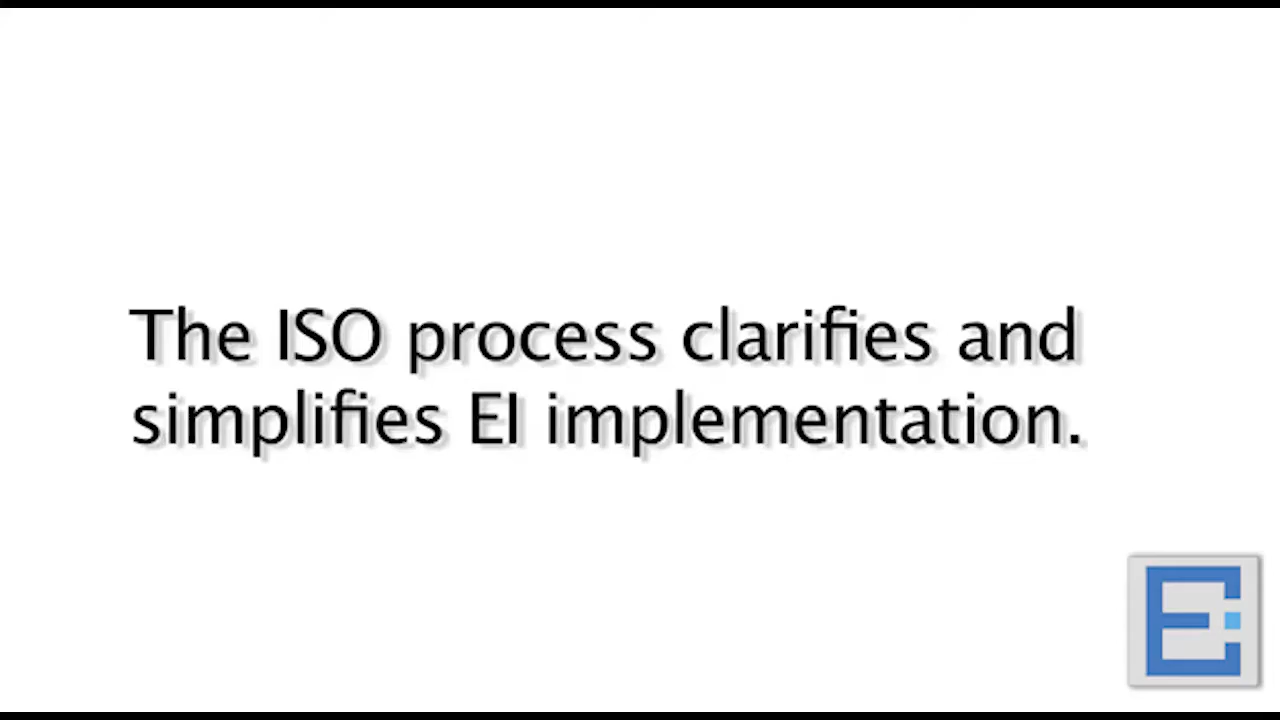 The ISO process clarifies and
simplifies EI implementation.
E